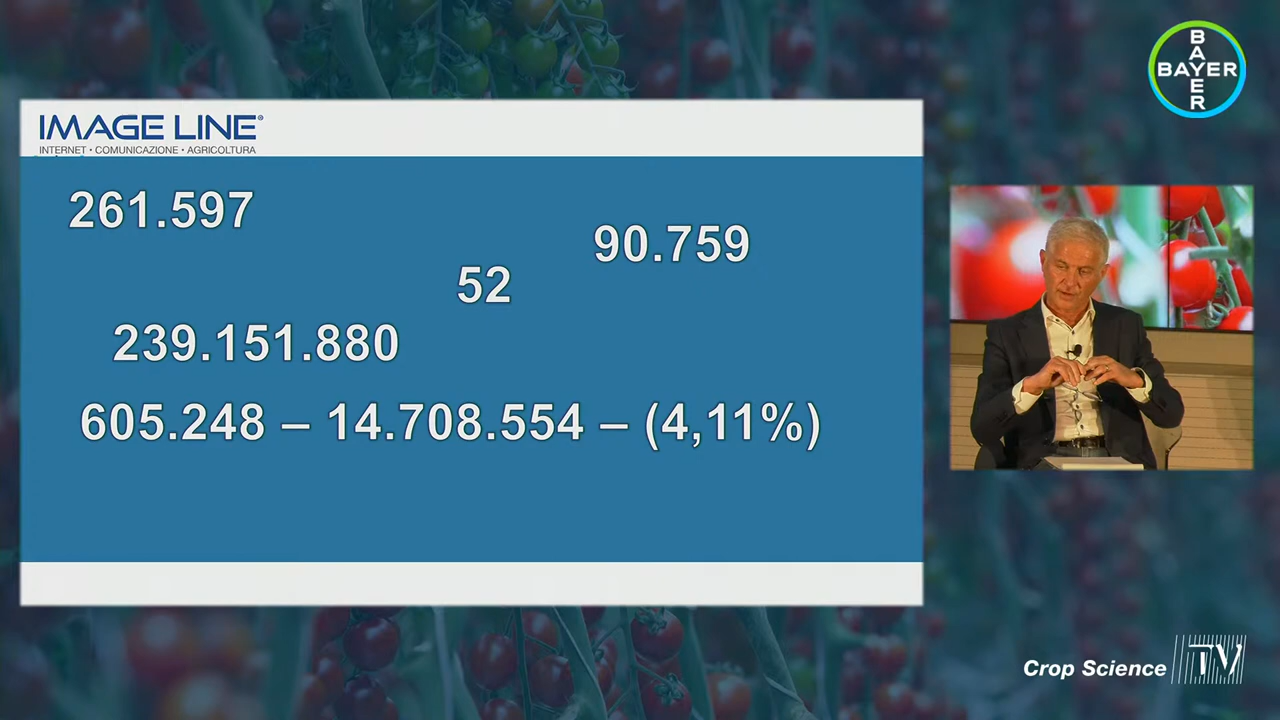 IMAGE LINE®
INTERNET • COMUNICAZIONE • AGRICOLTURA
261.597
90.759
52
239.151.880
605.248 – 14.708.554 – (4,11%)
BAYER
BAYER
Crop Science TV